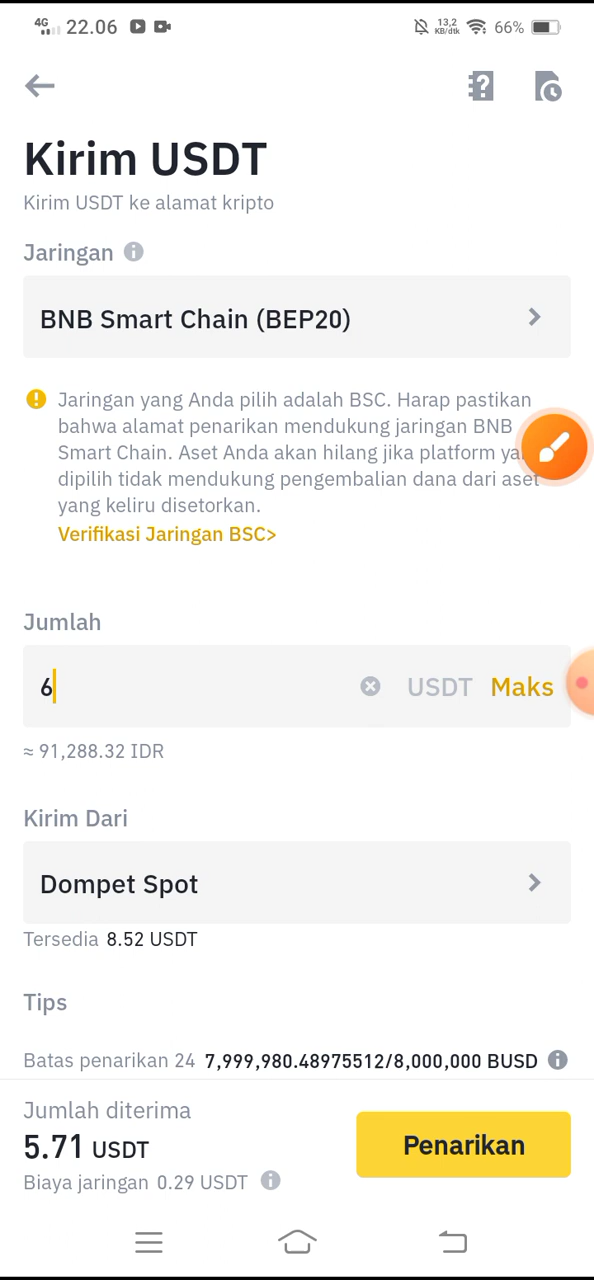 4G 22.06 13,2 KB/dtk 66%
Kirim USDT
Kirim USDT ke alamat kripto
Jaringan
BNB Smart Chain (BEP20)
Jaringan yang Anda pilih adalah BSC. Harap pastikan
bahwa alamat penarikan mendukung jaringan BNB
Smart Chain. Aset Anda akan hilang jika platform
dipilih tidak mendukung pengembalian dana dari aset
yang keliru disetorkan.
Verifikasi Jaringan BSC>
Jumlah
6 USDT Maks
≈ 91,288.32 IDR
Kirim Dari
Dompet Spot
Tersedia 8.52 USDT
Tips
Batas penarikan 24 7,999,980.48975512/8,000,000 BUSD
Jumlah diterima
5.71 USDT
Penarikan
Biaya jaringan 0.29 USDT